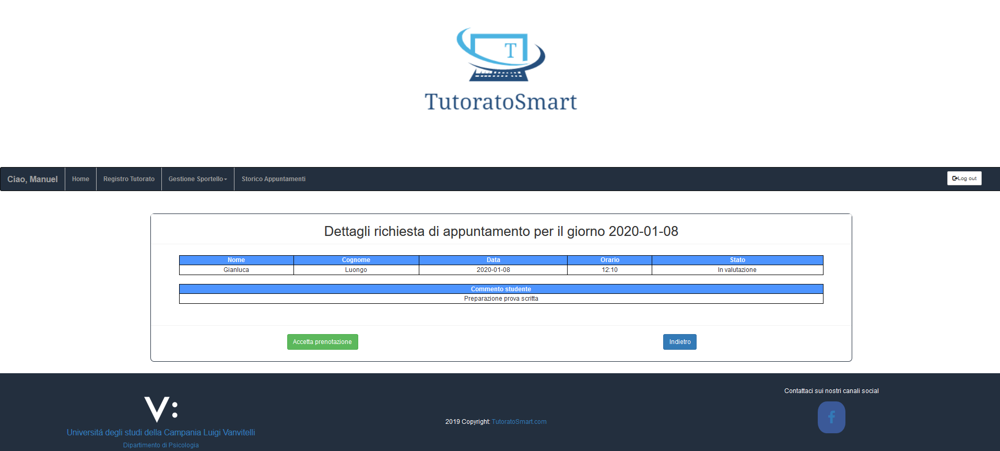 T
TutoratoSmart
Ciao, Manuel Home Registro Tutorato Gestione Sportello Storico Appuntamenti Log out
Dettagli richiesta di appuntamento per il giorno 2020-01-08
Nome Cognome Data Orario Stato
Gianluca Luongo 2020-01-08 12:10 In valutazione
Commento studente
Preparazione prova scritta
Accetta prenotazione Indietro
V:
Universitá degli studi della Campania Luigi Vanvitelli
Dipartimento di Psicologia
2019 Copyright: TutoratoSmart.com
Contattaci sui nostri canali social
f